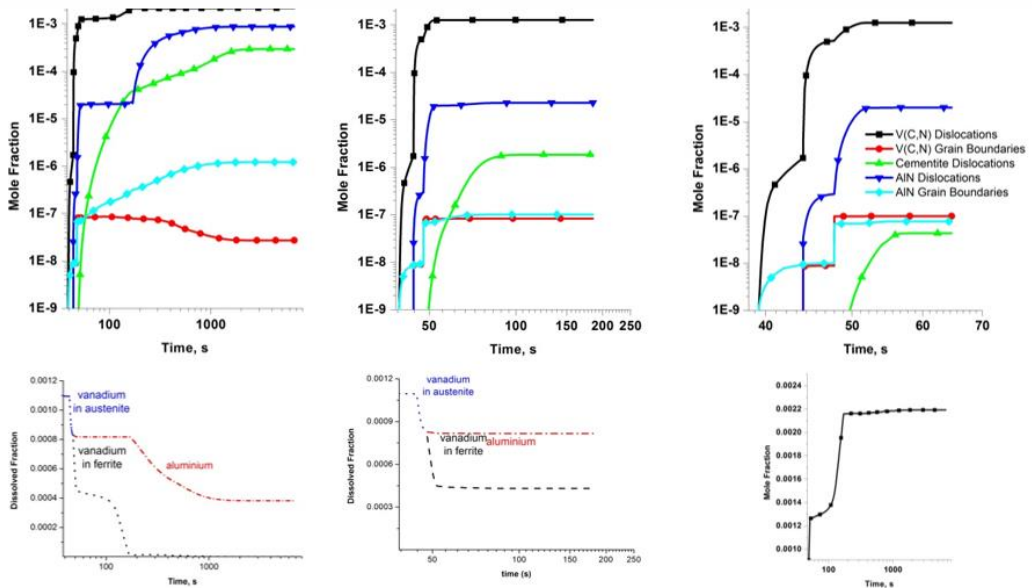 1E-3
1E-4
1E-5
1E-6
1E-7
1E-8
1E-9
Mole Fraction
100
1000
Time, s
1E-3
1E-4
1E-5
1E-6
1E-7
1E-8
1E-9
Mole Fraction
50
100
150
200
250
Time, s
1E-3
1E-4
1E-5
1E-6
1E-7
1E-8
1E-9
Mole Fraction
V(C,N) Dislocations
V(C,N) Grain Boundaries
Cementite Dislocations
AlN Dislocations
AlN Grain Boundaries
40
50
60
70
Time, s
0.0012
0.0010
0.0008
0.0006
0.0004
0.0002
0.0000
Dissolved Fraction
vanadium
in austenite
vanadium
in ferrite
aluminium
100
1000
Time, s
0.0012
0.0009
0.0006
0.0003
Dissolved Fraction
vanadium
in austenite
vanadium
in ferrite
aluminium
50
100
150
200
250
time (s)
0.0024
0.0022
0.0020
0.0018
0.0016
0.0014
0.0012
0.0010
Mole Fraction
100
1000
Time, s